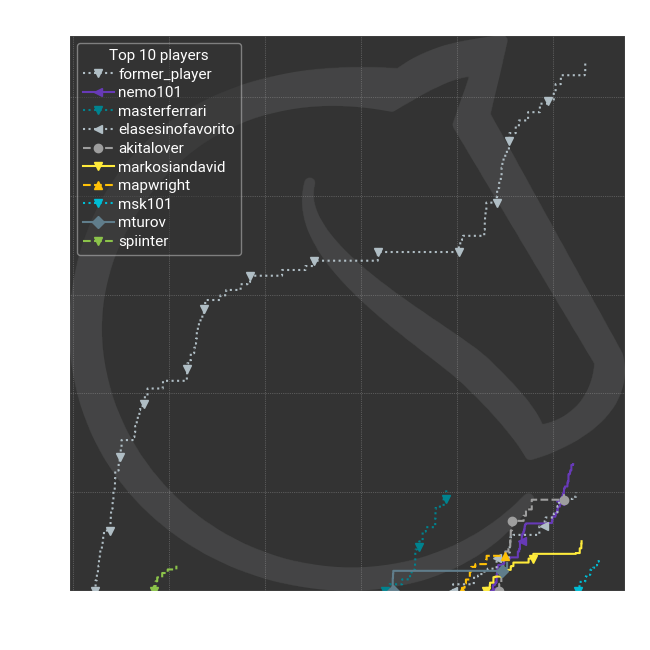 Top 10 players
former_player
nemo101
masterferrari
elasesinofavorito
akitalover
markosiandavid
mapwright
msk101
mturov
spiinter